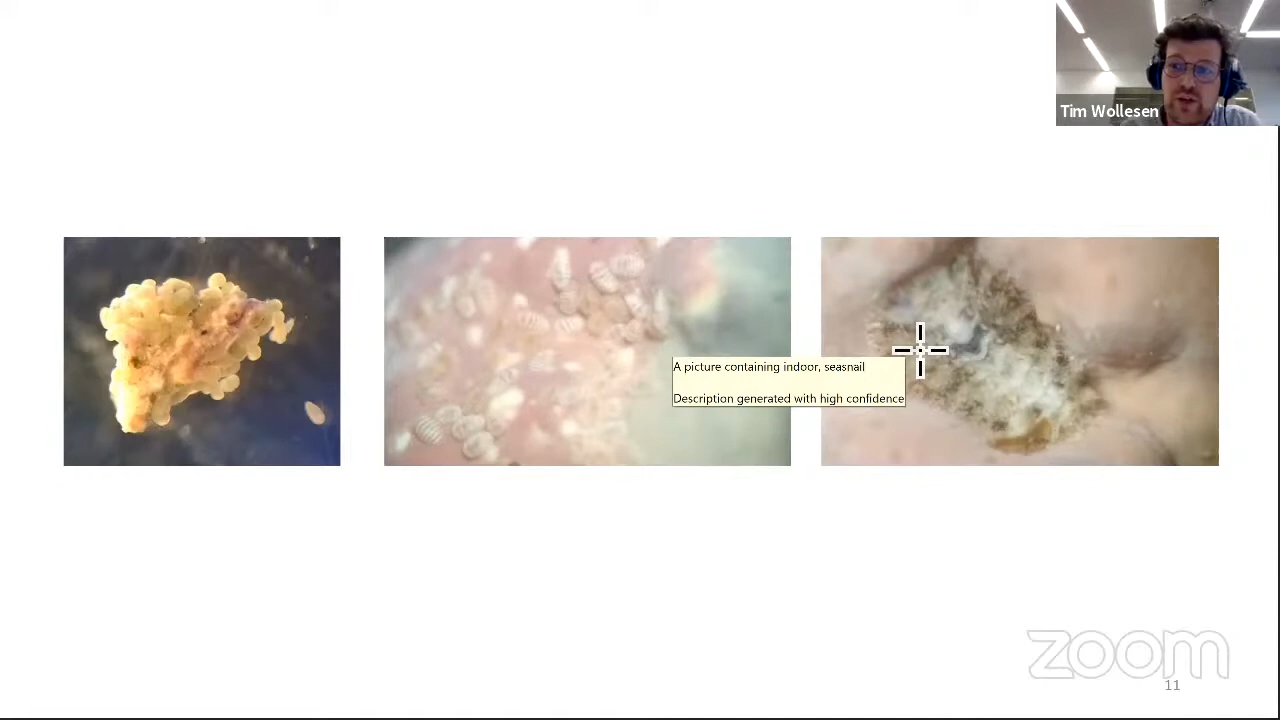 Tim Wollesen
A picture containing indoor, seasnail
Description generated with high confidence
zoom
11